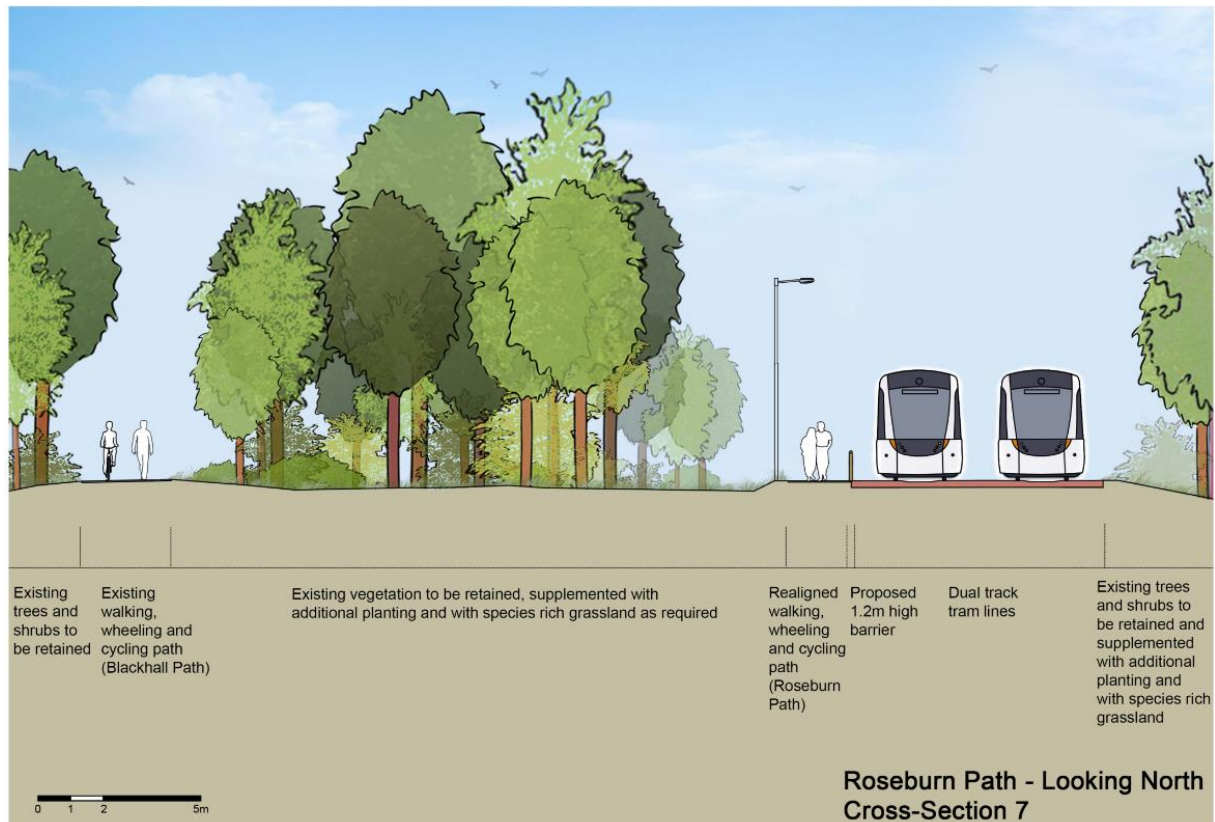 Existing
trees and
shrubs to
be retained
Existing
walking,
wheeling and
cycling path
(Blackhall Path)
Existing vegetation to be retained, supplemented with
additional planting and with species rich grassland as required
Realigned
walking,
wheeling
and cycling
path
(Roseburn
Path)
Proposed
1.2m high
barrier
Dual track
tram lines
Existing trees
and shrubs to
be retained and
supplemented
with additional
planting and
with species rich
grassland
0 1 2 5m
Roseburn Path - Looking North
Cross-Section 7